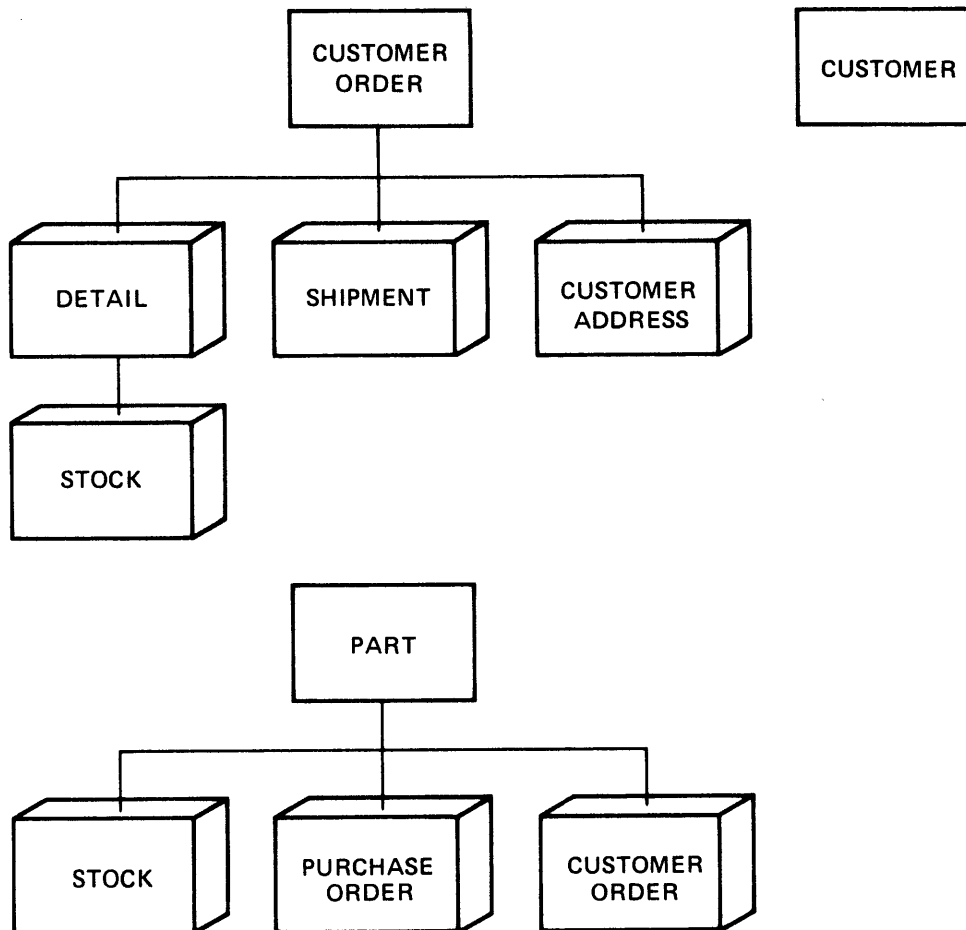 CUSTOMER
ORDER
CUSTOMER
DETAIL
SHIPMENT
CUSTOMER
ADDRESS
STOCK
PART
STOCK
PURCHASE
ORDER
CUSTOMER
ORDER